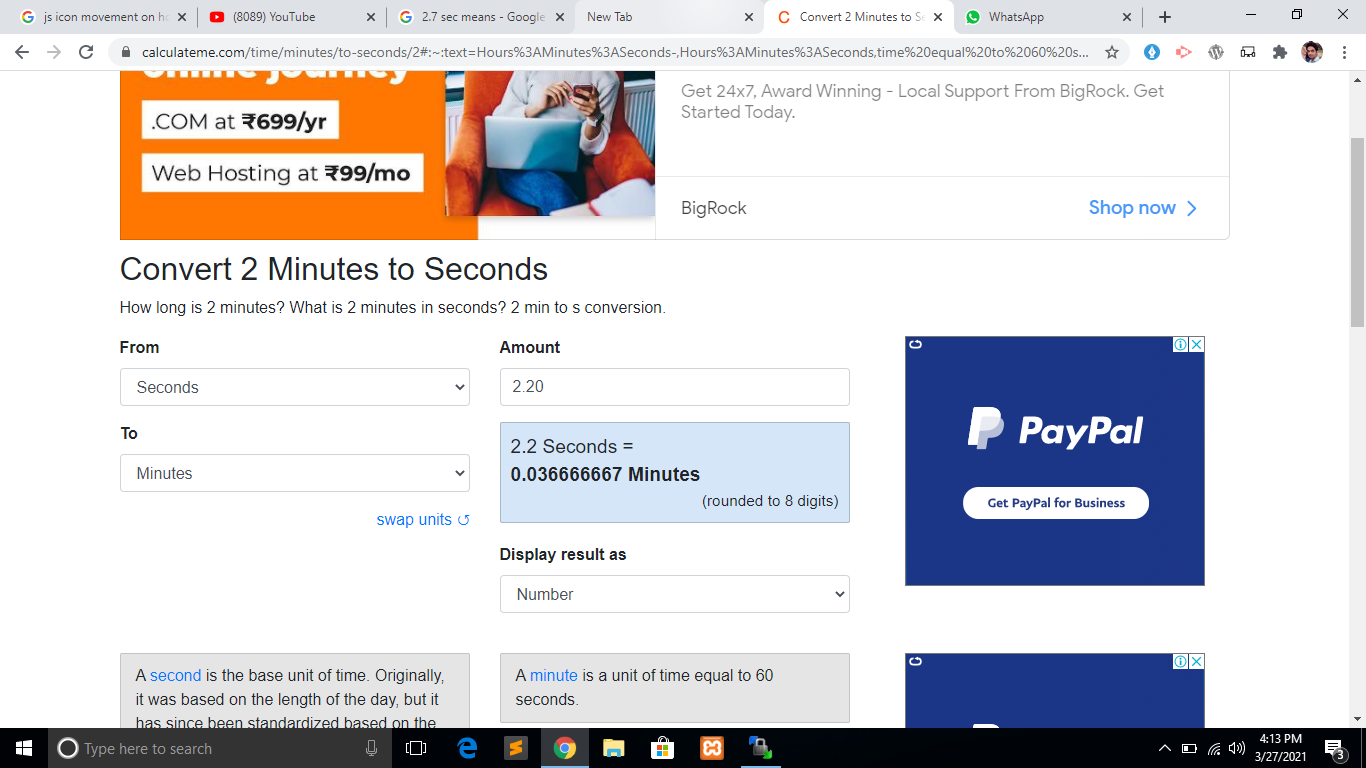 js icon movement on ho
(8089) YouTube
2.7 sec means - Google
New Tab
Convert 2 Minutes to Se
WhatsApp
calculateme.com/time/minutes/to-seconds/2#:~:text=Hours%3AMinutes%3ASeconds-,Hours%3AMinutes%3ASeconds,time%20equal%20to%2060%20s...
online journey
.COM at ₹699/yr
Web Hosting at ₹99/mo
Get 24x7, Award Winning - Local Support From BigRock. Get
Started Today.
BigRock
Shop now
Convert 2 Minutes to Seconds
How long is 2 minutes? What is 2 minutes in seconds? 2 min to s conversion.
From
Seconds
To
Minutes
swap units
Amount
2.20
2.2 Seconds =
0.036666667 Minutes
(rounded to 8 digits)
Display result as
Number
PayPal
Get PayPal for Business
A second is the base unit of time. Originally,
it was based on the length of the day, but it
has since been standardized based on the
A minute is a unit of time equal to 60
seconds.
Type here to search
4:13 PM
3/27/2021
3